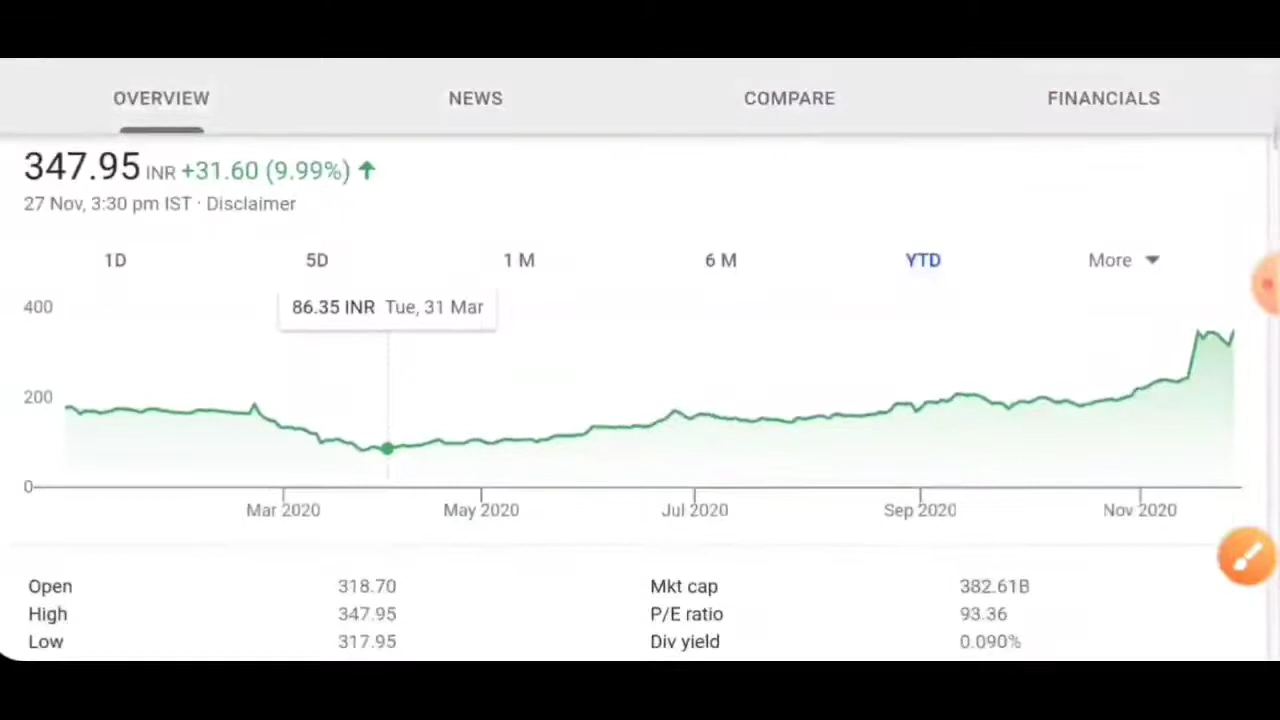 OVERVIEW NEWS COMPARE FINANCIALS
347.95 INR +31.60 (9.99%)
27 Nov, 3:30 pm IST · Disclaimer
1D 5D 1 M 6 M YTD More
400
86.35 INR Tue, 31 Mar
200
0
Mar 2020 May 2020 Jul 2020 Sep 2020 Nov 2020
Open 318.70 Mkt cap 382.61B
High 347.95 P/E ratio 93.36
Low 317.95 Div yield 0.090%